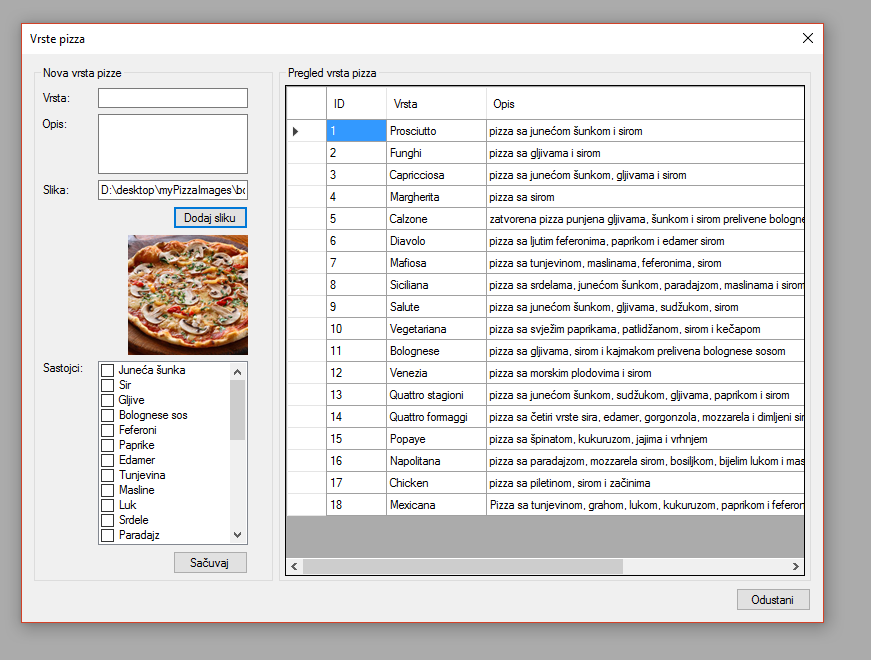 Vrste pizza
Nova vrsta pizze
Vrsta:
Opis:
Slika: D:\desktop\myPizzaImages\bo
Dodaj sliku
Sastojci:
Juneća šunka
Sir
Gljive
Bolognese sos
Feferoni
Paprike
Edamer
Tunjevina
Masline
Luk
Srdele
Paradajz
Sačuvaj
Pregled vrsta pizza
ID Vrsta Opis
1 Prosciutto pizza sa junećom šunkom i sirom
2 Funghi pizza sa gljivama i sirom
3 Capricciosa pizza sa junećom šunkom, gljivama i sirom
4 Margherita pizza sa sirom
5 Calzone zatvorena pizza punjena gljivama, šunkom i sirom prelivene bologne
6 Diavolo pizza sa ljutim feferonima, paprikom i edamer sirom
7 Mafiosa pizza sa tunjevinom, maslinama, feferonima, sirom
8 Siciliana pizza sa srdelama, junećom šunkom, paradajzom, maslinama i sirom
9 Salute pizza sa junećom šunkom, gljivama, sudžukom, sirom
10 Vegetariana pizza sa svježim paprikama, patlidžanom, sirom i kečapom
11 Bolognese pizza sa gljivama, sirom i kajmakom prelivena bolognese sosom
12 Venezia pizza sa morskim plodovima i sirom
13 Quattro stagioni pizza sa junećom šunkom, sudžukom, gljivama, paprikom i sirom
14 Quattro formaggi pizza sa četiri vrste sira, edamer, gorgonzola, mozzarela i dimljeni sir
15 Popaye pizza sa špinatom, kukuruzom, jajima i vrhnjem
16 Napolitana pizza sa paradajzom, mozzarela sirom, bosiljkom, bijelim lukom i mas
17 Chicken pizza sa piletinom, sirom i začinima
18 Mexicana Pizza sa tunjevinom, grahom, lukom, kukuruzom, paprikom i feferon
Odustani